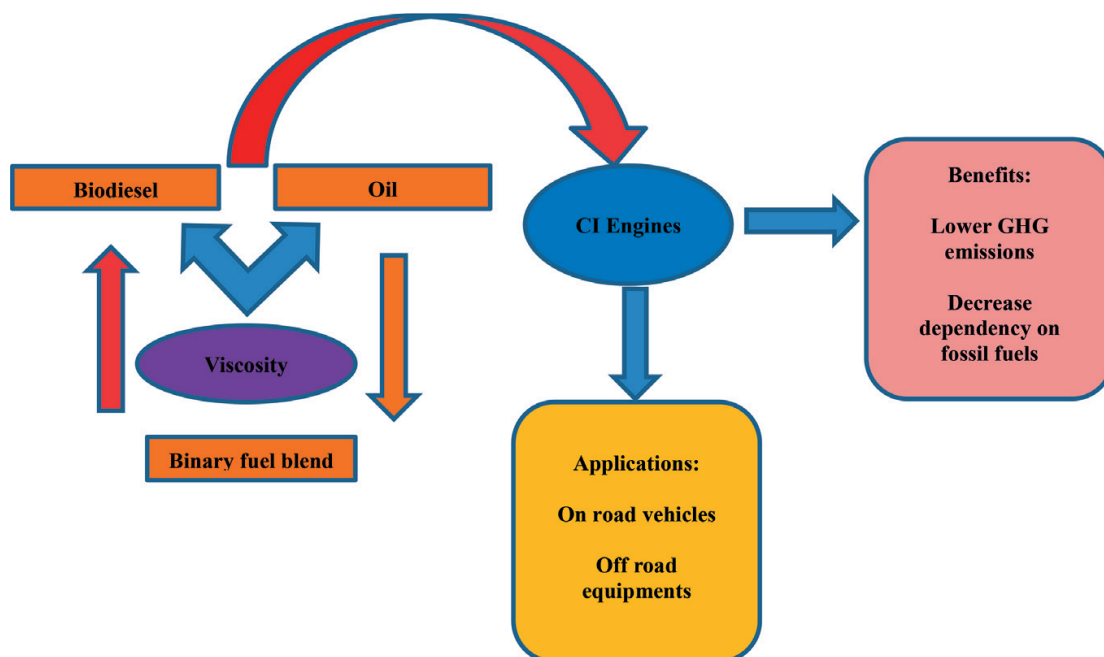 Biodiesel
Oil
Viscosity
Binary fuel blend
CI Engines
Benefits:
Lower GHG
emissions
Decrease
dependency on
fossil fuels
Applications:
On road vehicles
Off road
equipments